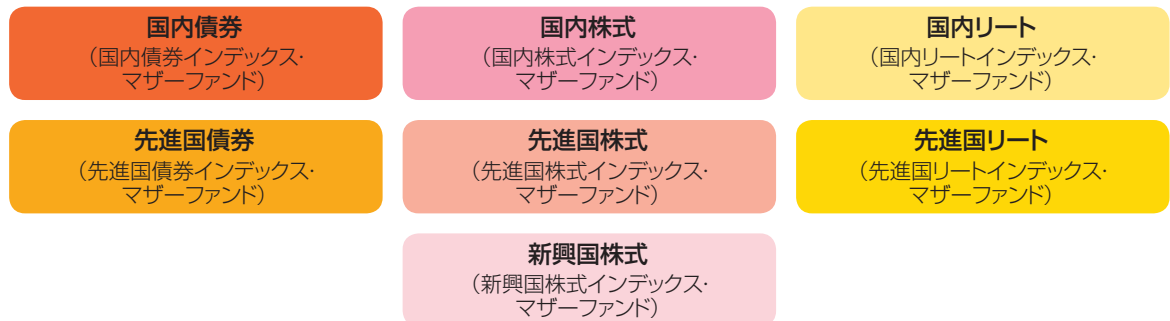 国内債券
（国内債券インデックス・
マザーファンド）
国内株式
（国内株式インデックス・
マザーファンド）
国内リート
（国内リートインデックス・
マザーファンド）
先進国債券
（先進国債券インデックス・
マザーファンド）
先進国株式
（先進国株式インデックス・
マザーファンド）
先進国リート
（先進国リートインデックス・
マザーファンド）
新興国株式
（新興国株式インデックス・
マザーファンド）